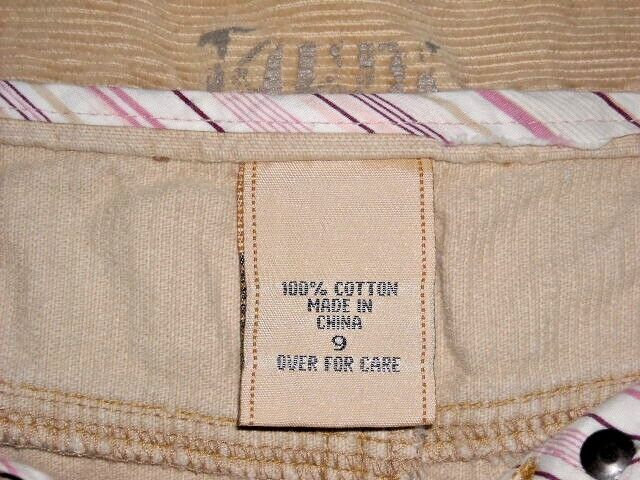 100% COTTON
MADE IN
CHINA
9
OVER FOR CARE